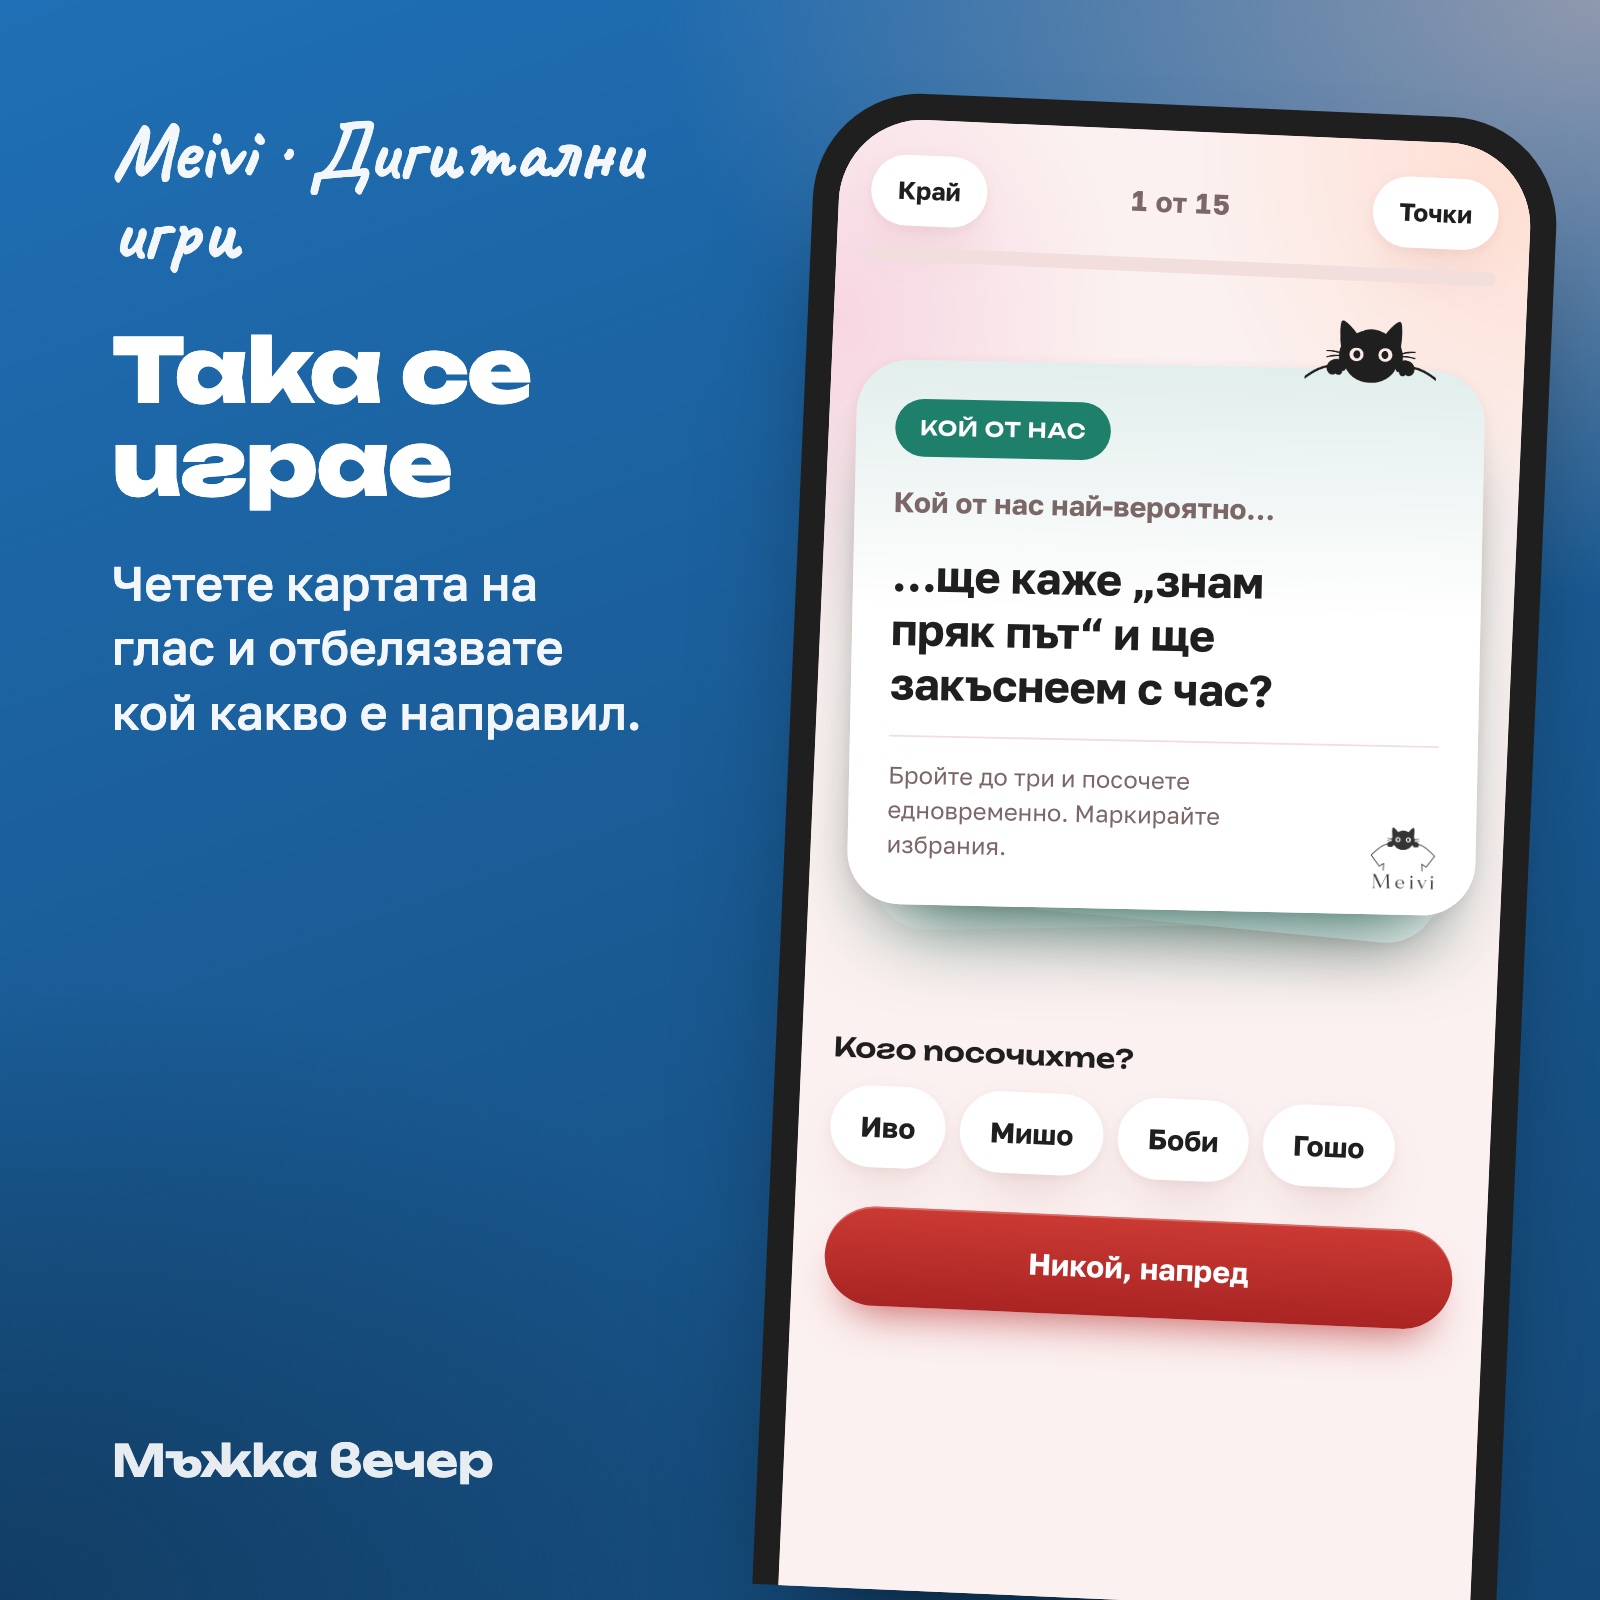 Meivi · Дигитални
игри
Така се
играе
Четете картата на
глас и отбелязвате
кой какво е направил.
Мъжка вечер
Край
1 от 15
Точки
КОЙ ОТ НАС
Кой от нас най-вероятно...
...ще каже „знам
пряк път“ и ще
закъснеем с час?
Бройте до три и посочете
едновременно. Маркирайте
избрания.
Meivi
Кого посочихте?
Иво
Мишо
Боби
Гошо
Никой, напред